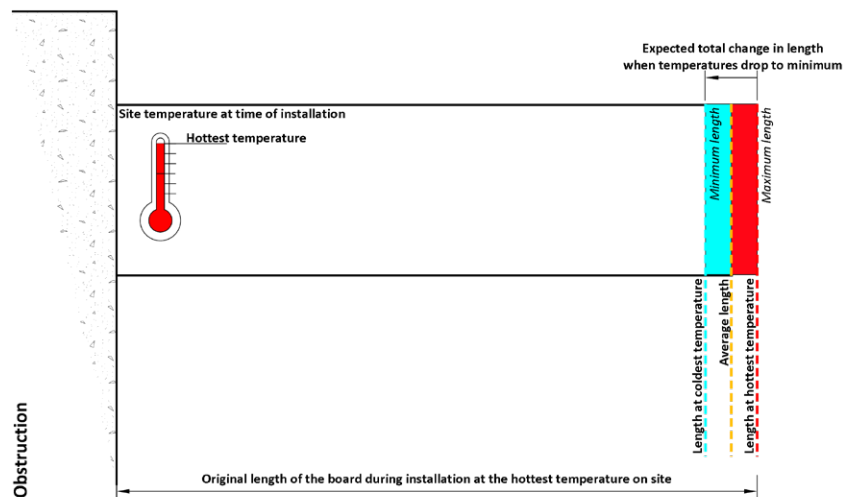 Expected total change in length
when temperatures drop to minimum
Site temperature at time of installation
Hottest temperature
Minimum length
Maximum length
Length at coldest temperature
Average length
Length at hottest temperature
Obstruction
Original length of the board during installation at the hottest temperature on site